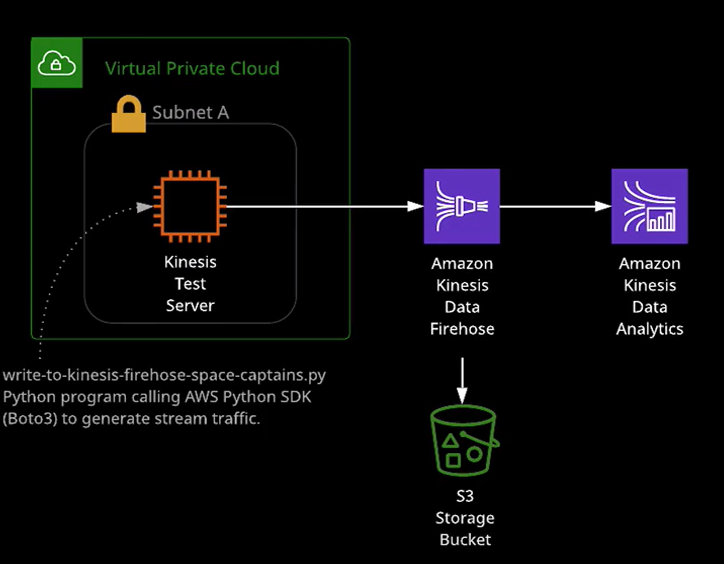 Virtual Private Cloud
Subnet A
Kinesis
Test
Server
Amazon
Kinesis
Data
Firehose
Amazon
Kinesis
Data
Analytics
write-to-kinesis-firehose-space-captains.py
Python program calling AWS Python SDK
(Boto3) to generate stream traffic.
S3
Storage
Bucket